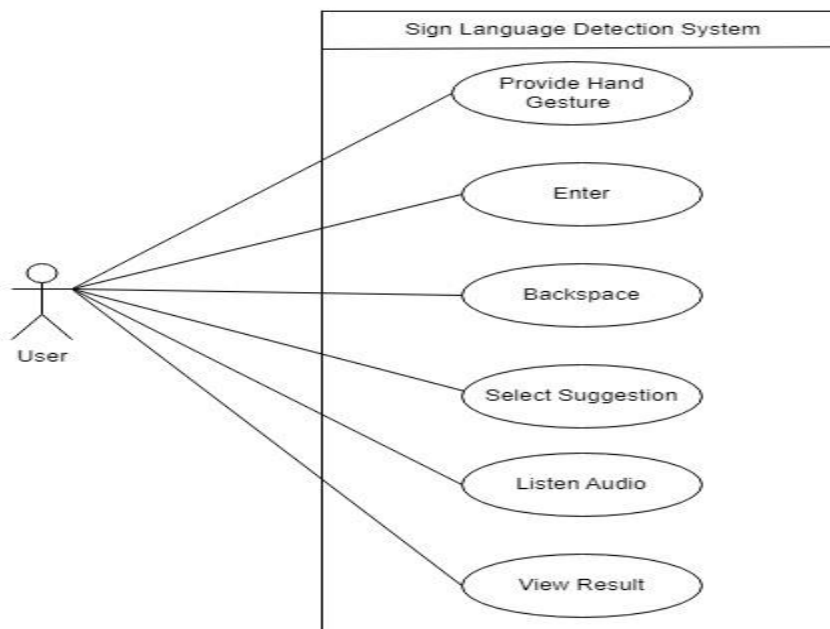 Sign Language Detection System
Provide Hand
Gesture
Enter
Backspace
Select Suggestion
User
Listen Audio
View Result